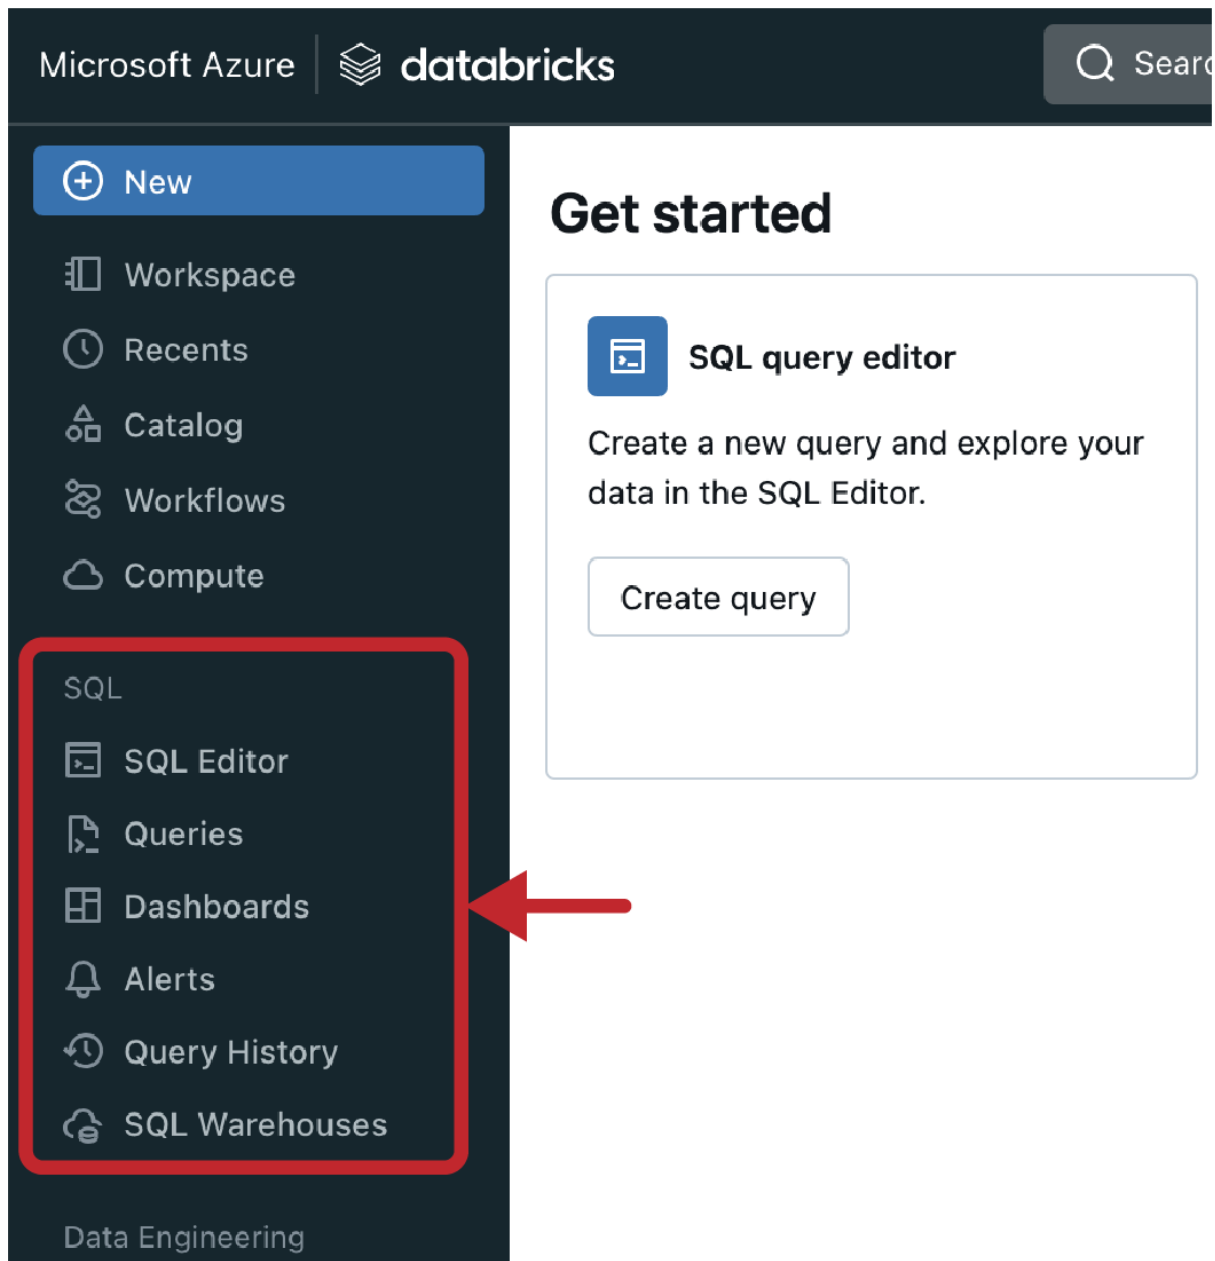 Microsoft Azure databricks
New
Workspace
Recents
Catalog
Workflows
Compute
SQL
SQL Editor
Queries
Dashboards
Alerts
Query History
SQL Warehouses
Data Engineering
Get started
SQL query editor
Create a new query and explore your
data in the SQL Editor.
Create query